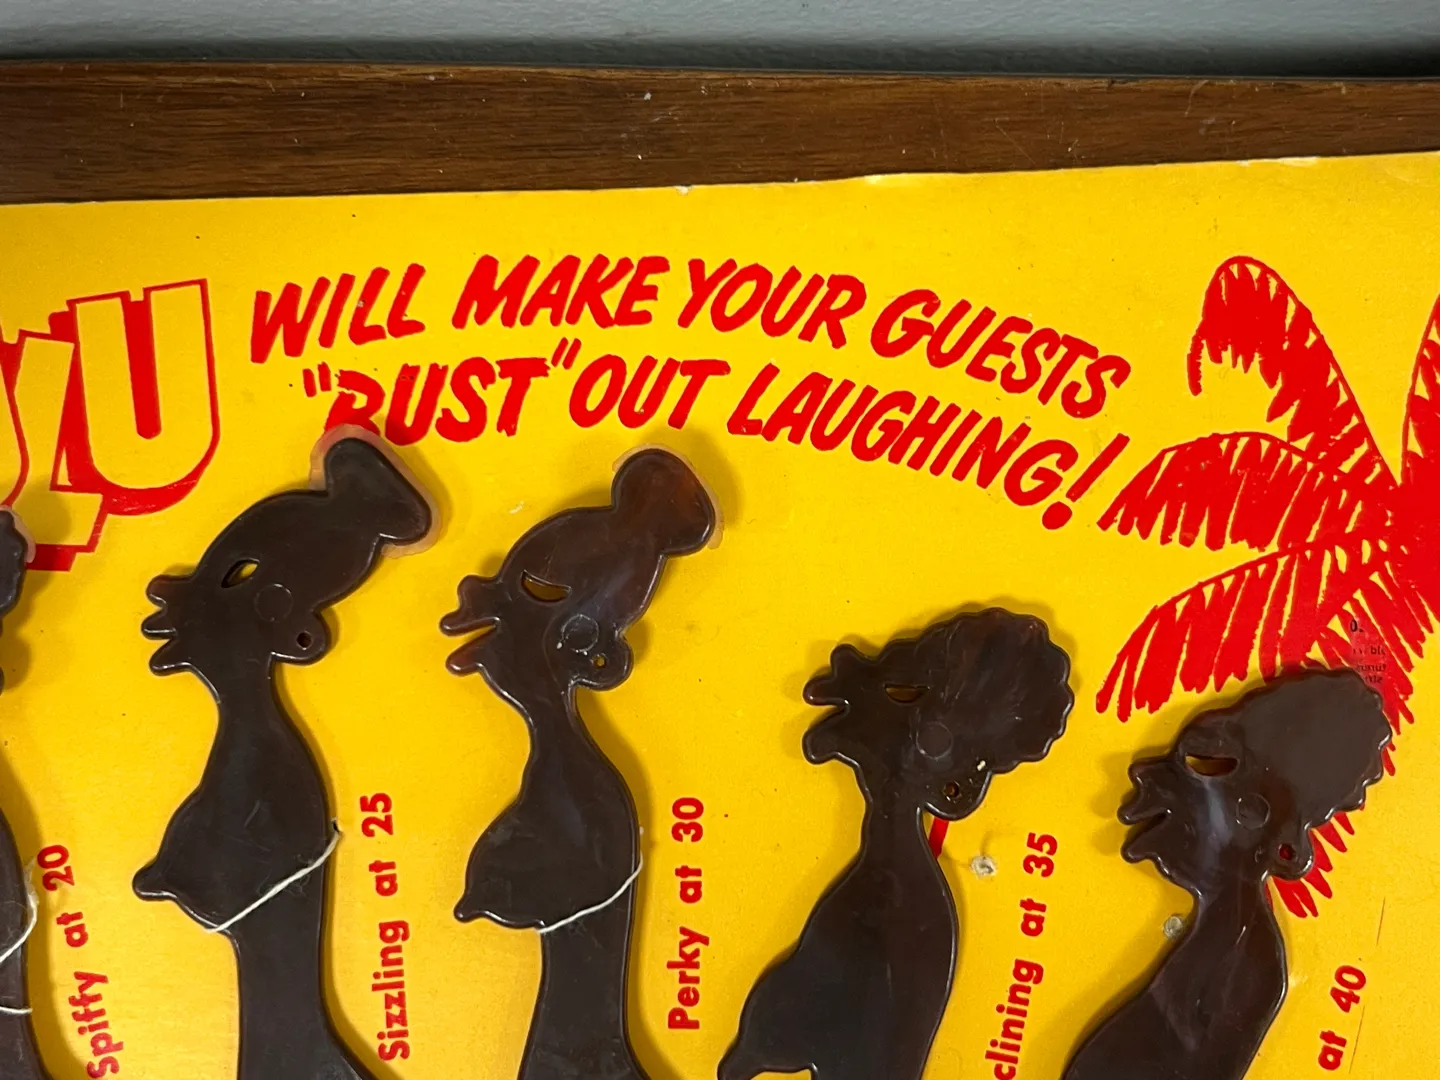 U
WILL MAKE YOUR GUESTS
"BUST" OUT LAUGHING!
Spiffy at 20
Sizzling at 25
Perky at 30
clining at 35
at 40